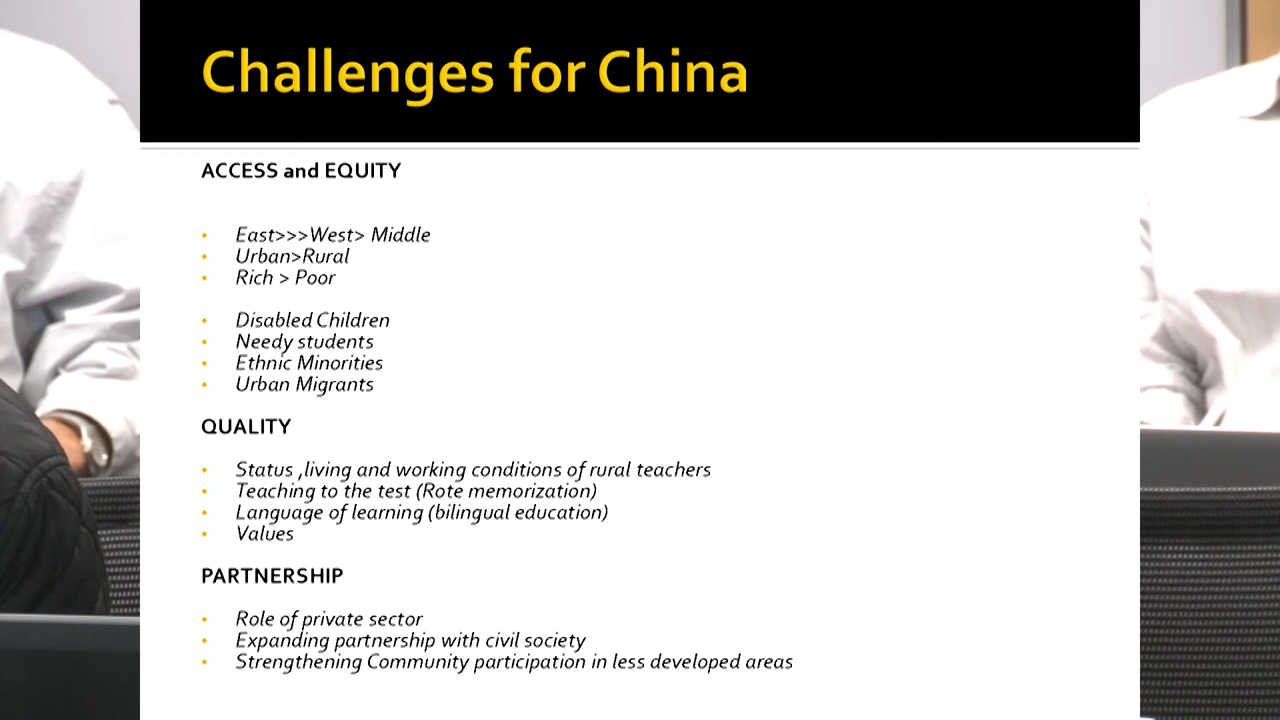 Challenges for China
ACCESS and EQUITY
• East>>>West> Middle
• Urban>Rural
• Rich > Poor
• Disabled Children
• Needy students
• Ethnic Minorities
• Urban Migrants
QUALITY
• Status ,living and working conditions of rural teachers
• Teaching to the test (Rote memorization)
• Language of learning (bilingual education)
• Values
PARTNERSHIP
• Role of private sector
• Expanding partnership with civil society
• Strengthening Community participation in less developed areas